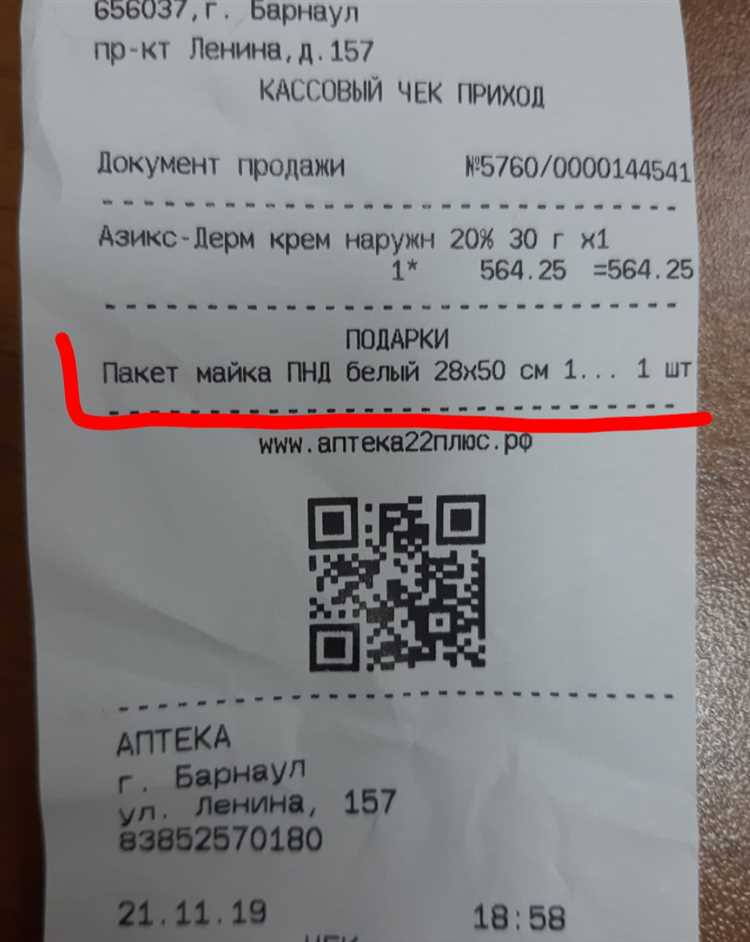 656037,г. Барнаул
пр-кт Ленина,д.157
КАССОВЫЙ ЧЕК ПРИХОД
Документ продажи №5760/0000144541
Азикс-Дерм крем наружн 20% 30 г x1
1* 564.25 =564.25
ПОДАРКИ
Пакет майка ПНД белый 28x50 см 1... 1 шт
www.аптека22плюс.рф
АПТЕКА
г. Барнаул
ул. Ленина, 157
83852570180
21.11.19 18:58